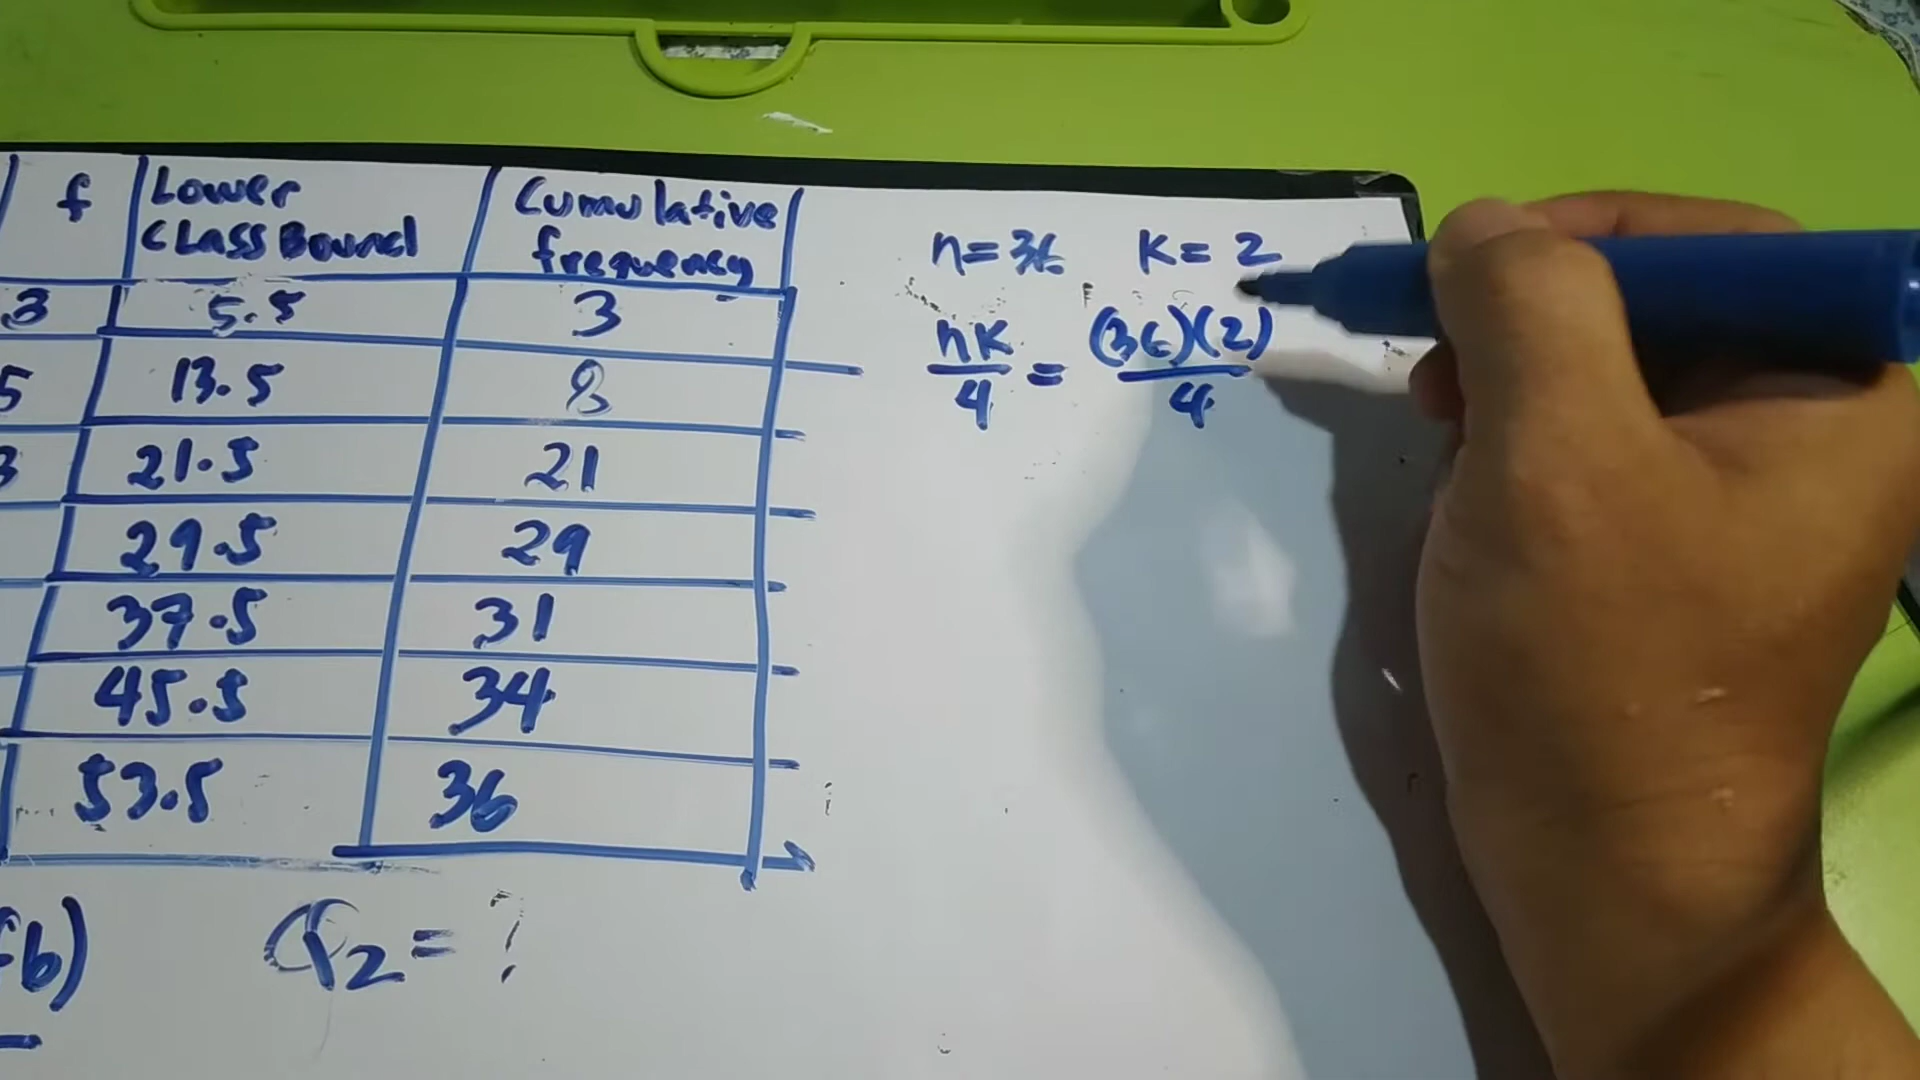 f Lower Class Bound Cumulative frequency
3 5.5 3
5 13.5 8
3 21.5 21
29.5 29
37.5 31
45.5 34
53.5 36
fb) Q2 = ?
n = 36 K = 2
nK/4 = (36)(2)/4